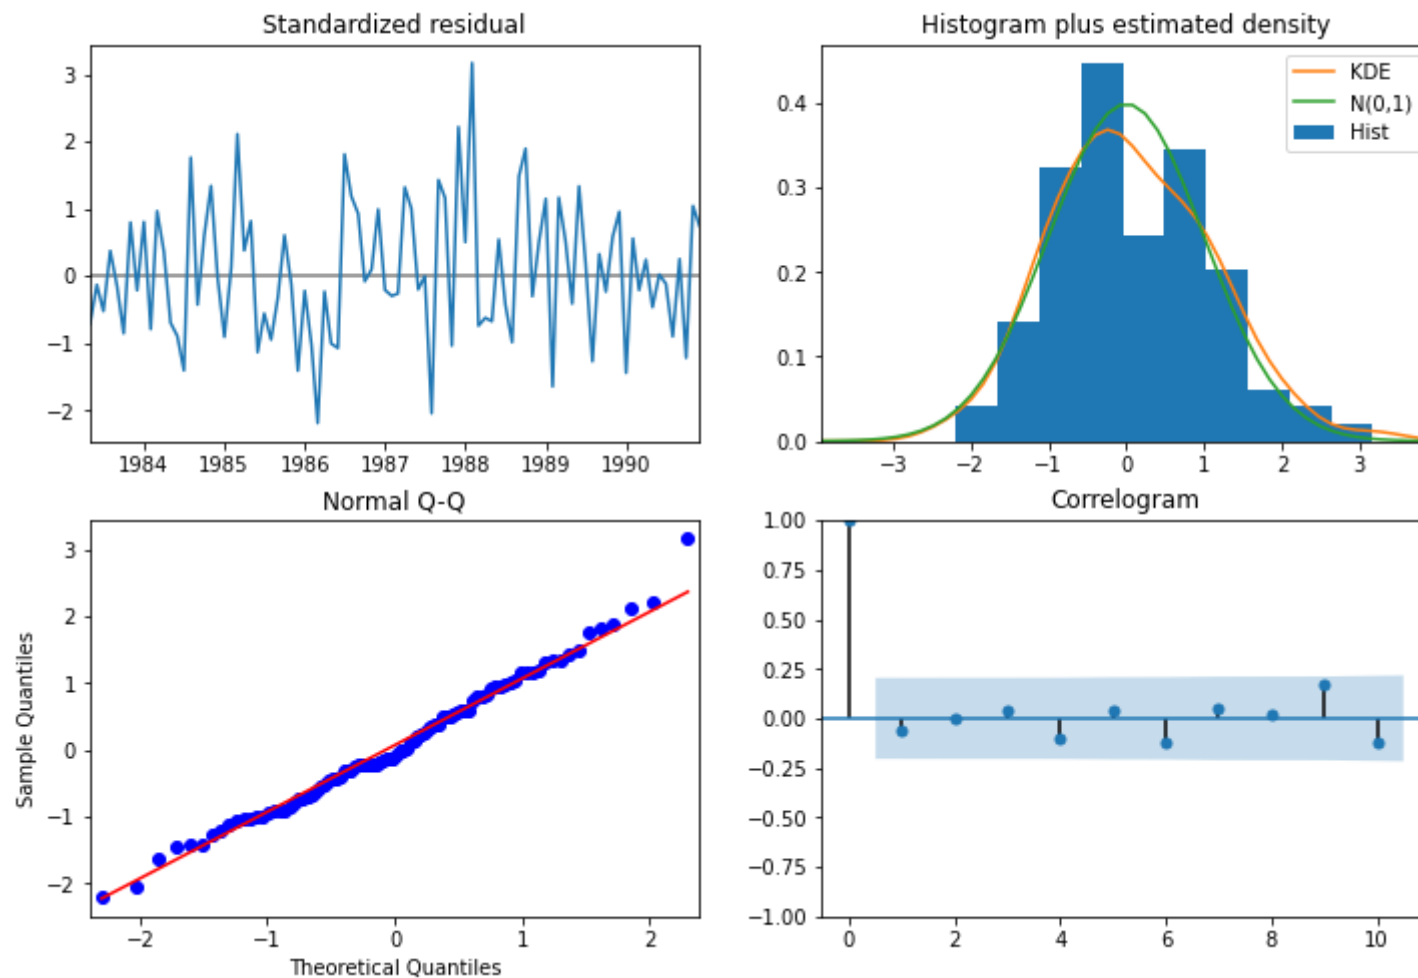 Standardized residual
3
2
1
0
−1
−2
1984 1985 1986 1987 1988 1989 1990
Histogram plus estimated density
KDE
N(0,1)
Hist
0.4
0.3
0.2
0.1
0.0
−3 −2 −1 0 1 2 3
Normal Q-Q
Sample Quantiles
3
2
1
0
−1
−2
−2 −1 0 1 2
Theoretical Quantiles
Correlogram
1.00
0.75
0.50
0.25
0.00
−0.25
−0.50
−0.75
−1.00
0 2 4 6 8 10